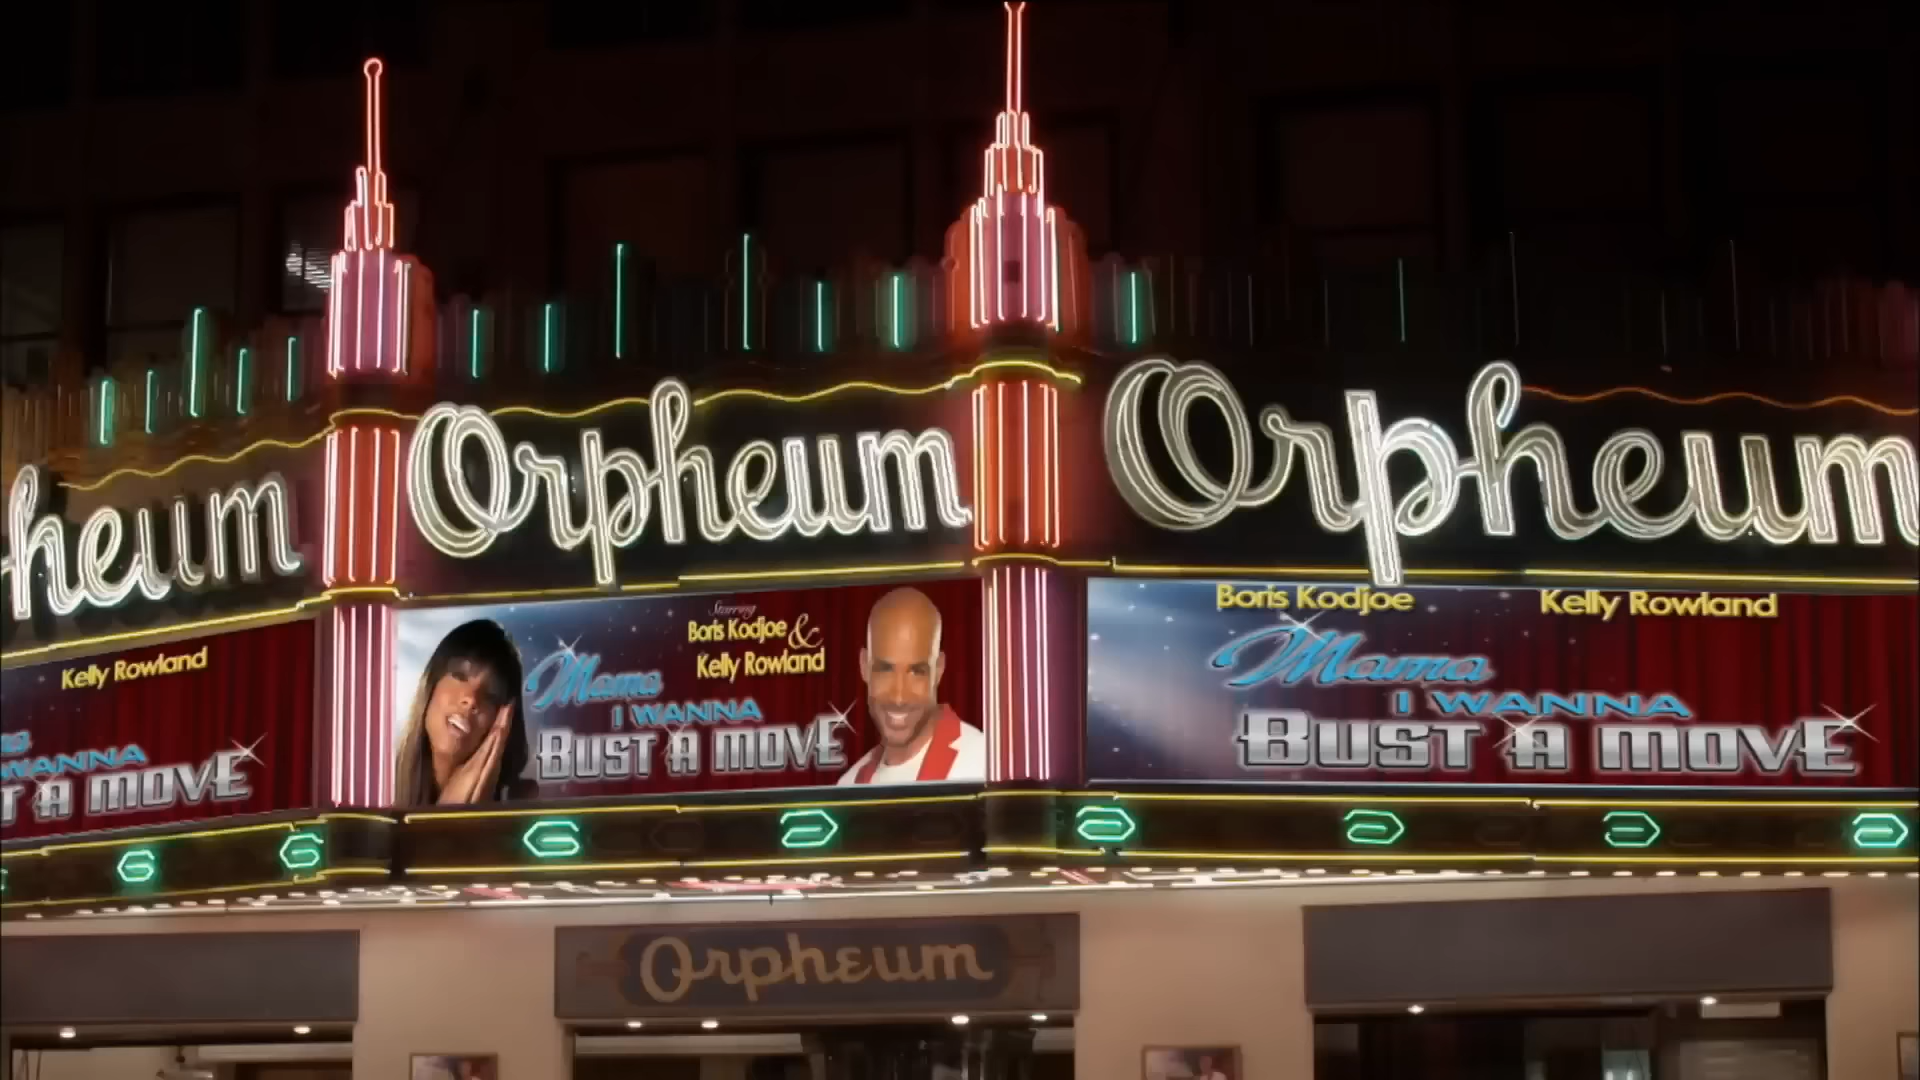 heum
Orpheum
Orpheum
Kelly Rowland
WANNA
T A MOVE
Starring
Boris Kodjoe &
Kelly Rowland
Mama
I WANNA
BUST A MOVE
Boris Kodjoe Kelly Rowland
Mama
I WANNA
BUST A MOVE
Orpheum